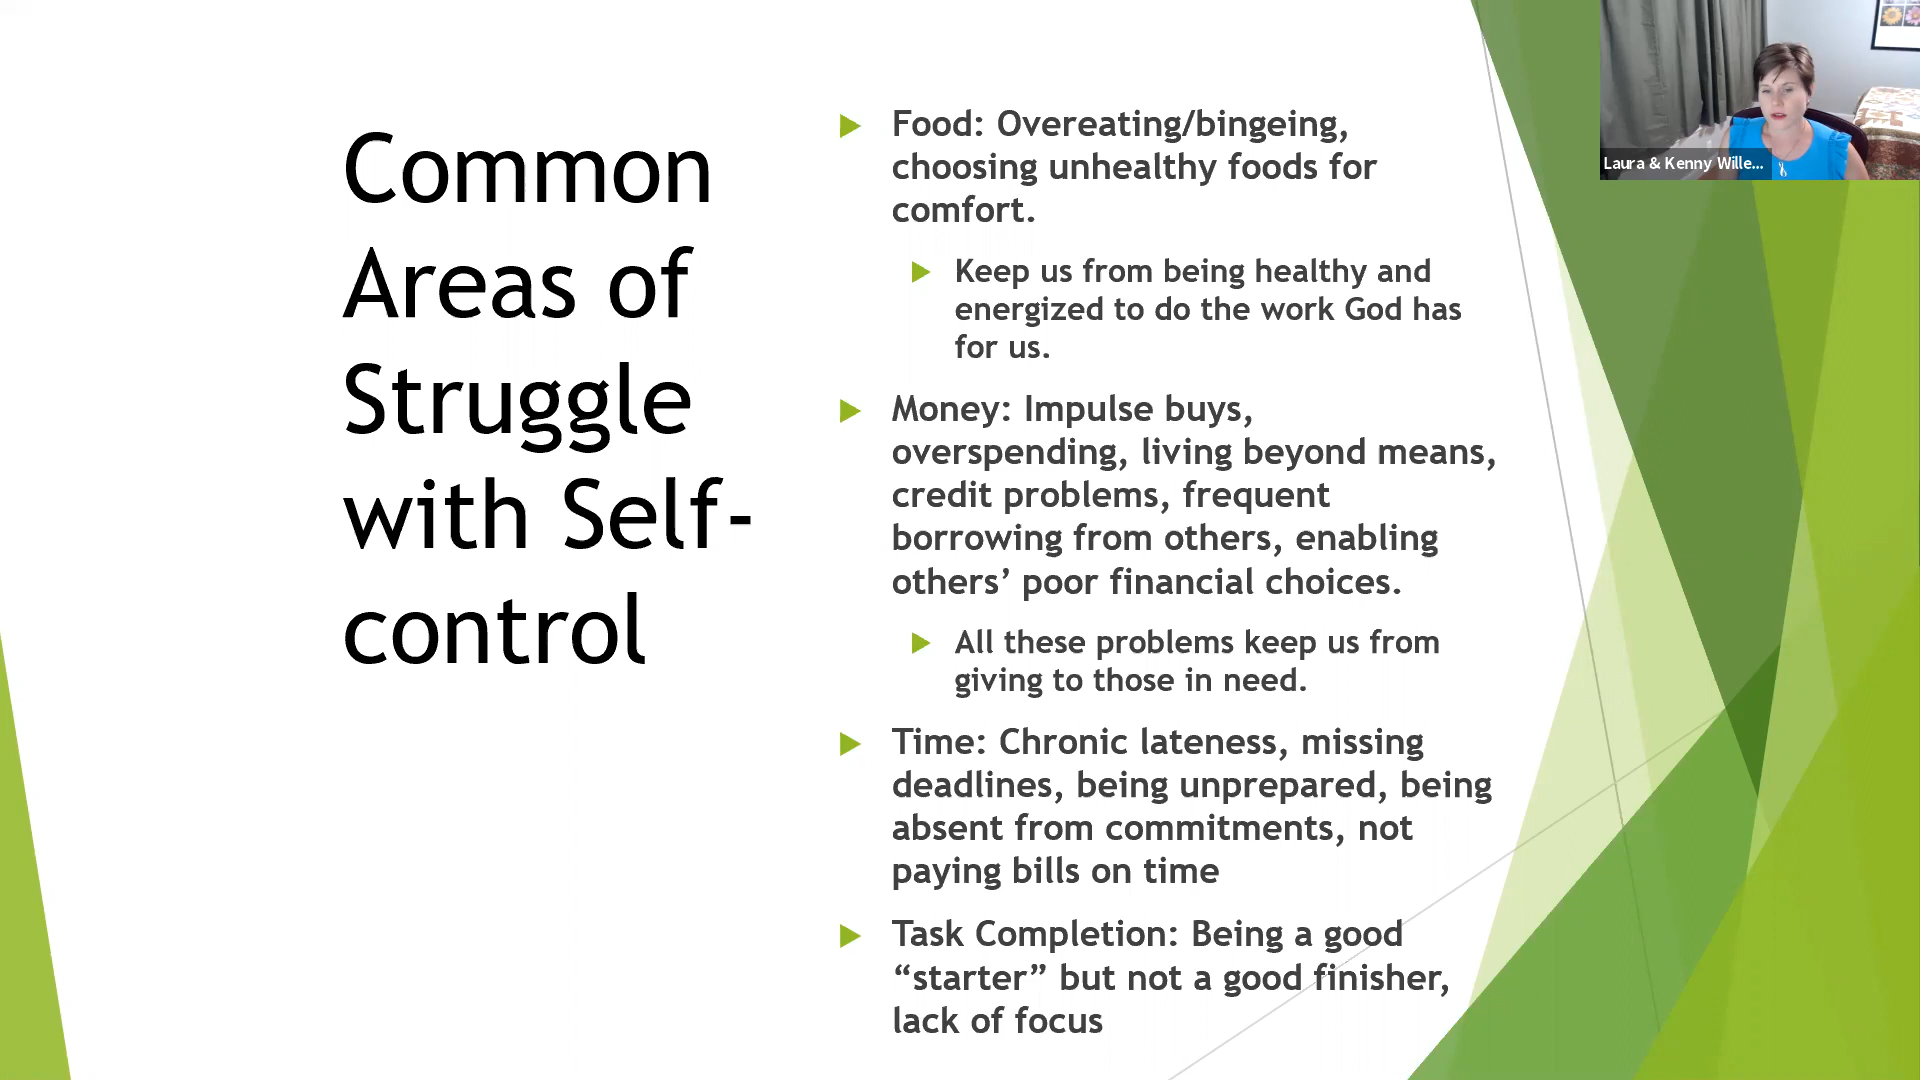 Common
Areas of
Struggle
with Self-
control
Food: Overeating/bingeing,
choosing unhealthy foods for
comfort.
Keep us from being healthy and
energized to do the work God has
for us.
Money: Impulse buys,
overspending, living beyond means,
credit problems, frequent
borrowing from others, enabling
others’ poor financial choices.
All these problems keep us from
giving to those in need.
Time: Chronic lateness, missing
deadlines, being unprepared, being
absent from commitments, not
paying bills on time
Task Completion: Being a good
“starter” but not a good finisher,
lack of focus
Laura & Kenny Wille...